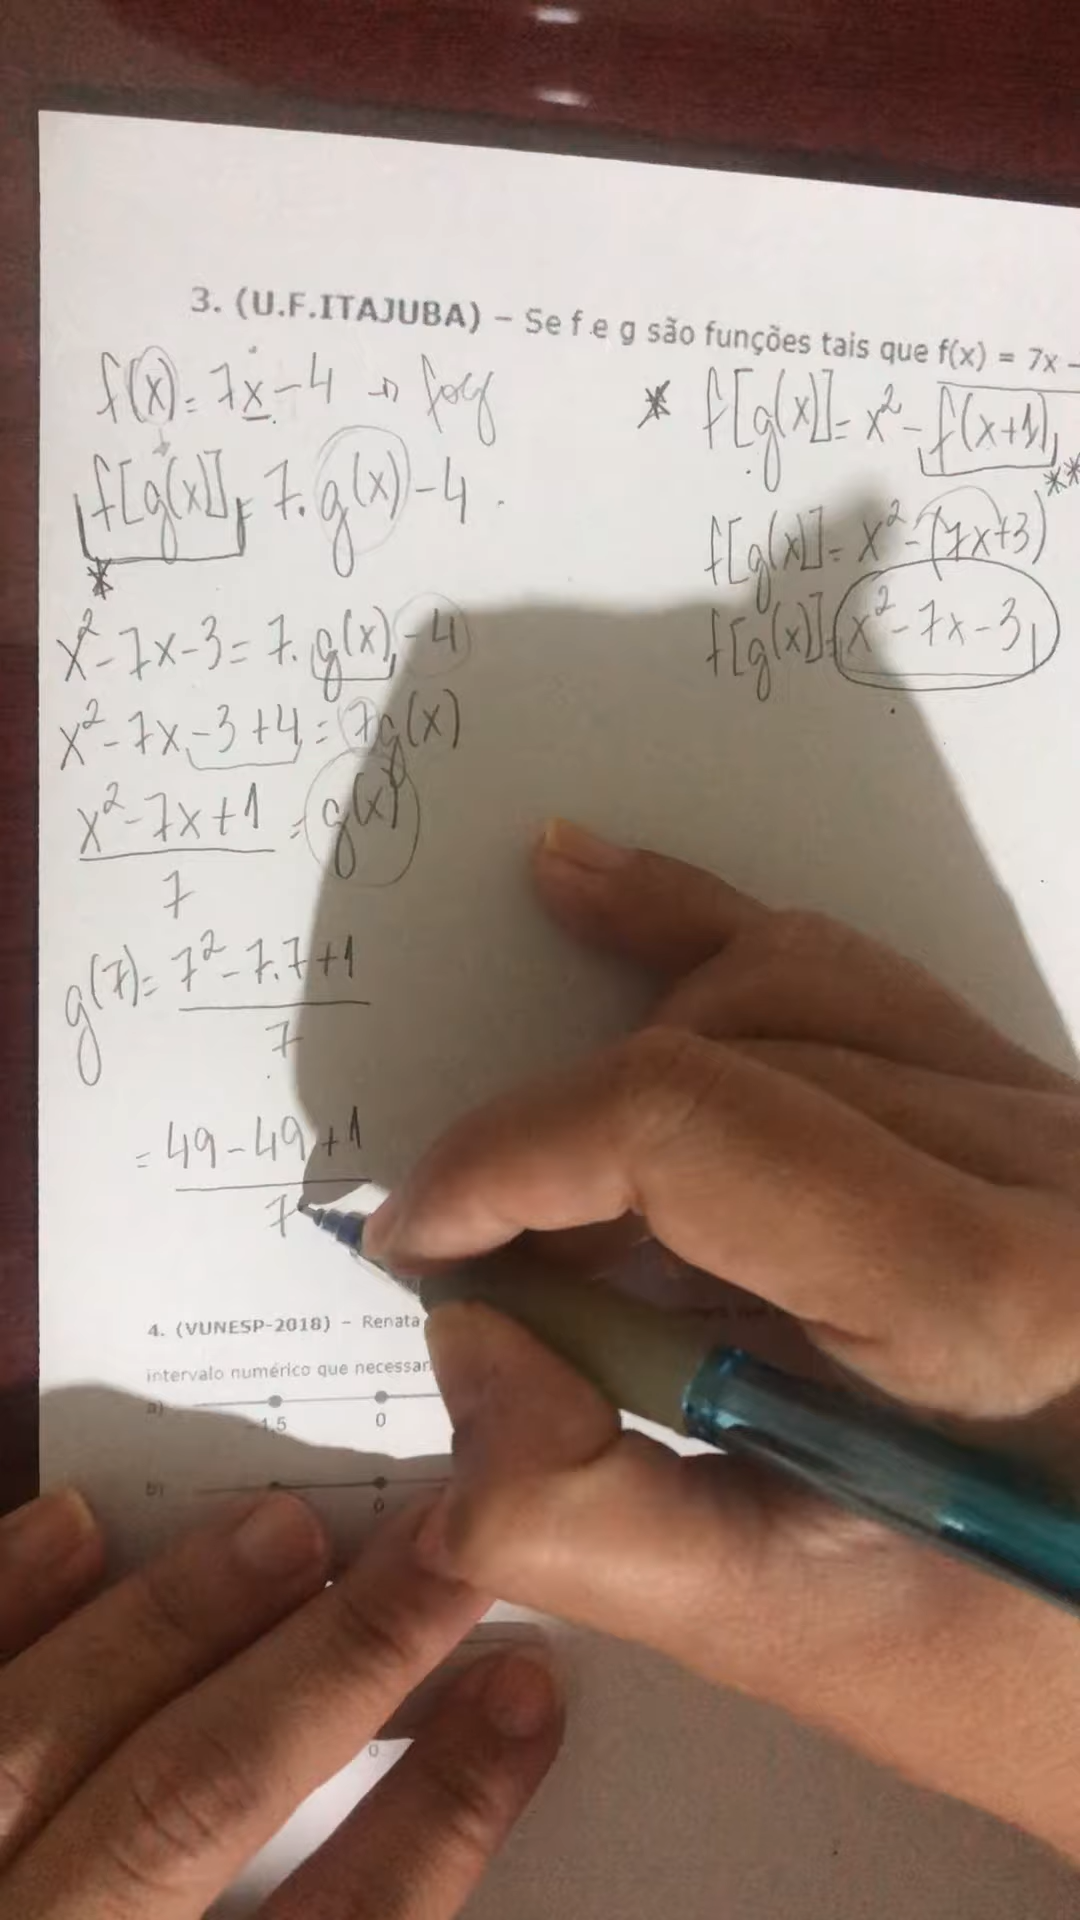 3. (U.F.ITAJUBA) – Se f e g são funções tais que f(x) = 7x –
f(x) = 7x - 4 → fog
f[g(x)] = 7. g(x) - 4
*
x² - 7x - 3 = 7. g(x) - 4
x² - 7x - 3 + 4 = 7g(x)
x² - 7x + 1 = g(x)
7
g(7) = 7² - 7.7 + 1
7
= 49 - 49 + 1
7
* f[g(x)] = x² - f(x+1)
**
f[g(x)] = x² - (7x+3)
f[g(x)] = x² - 7x - 3
4. (VUNESP-2018) – Renata
intervalo numérico que necessar
a)
-1,5 0
b)
0
0